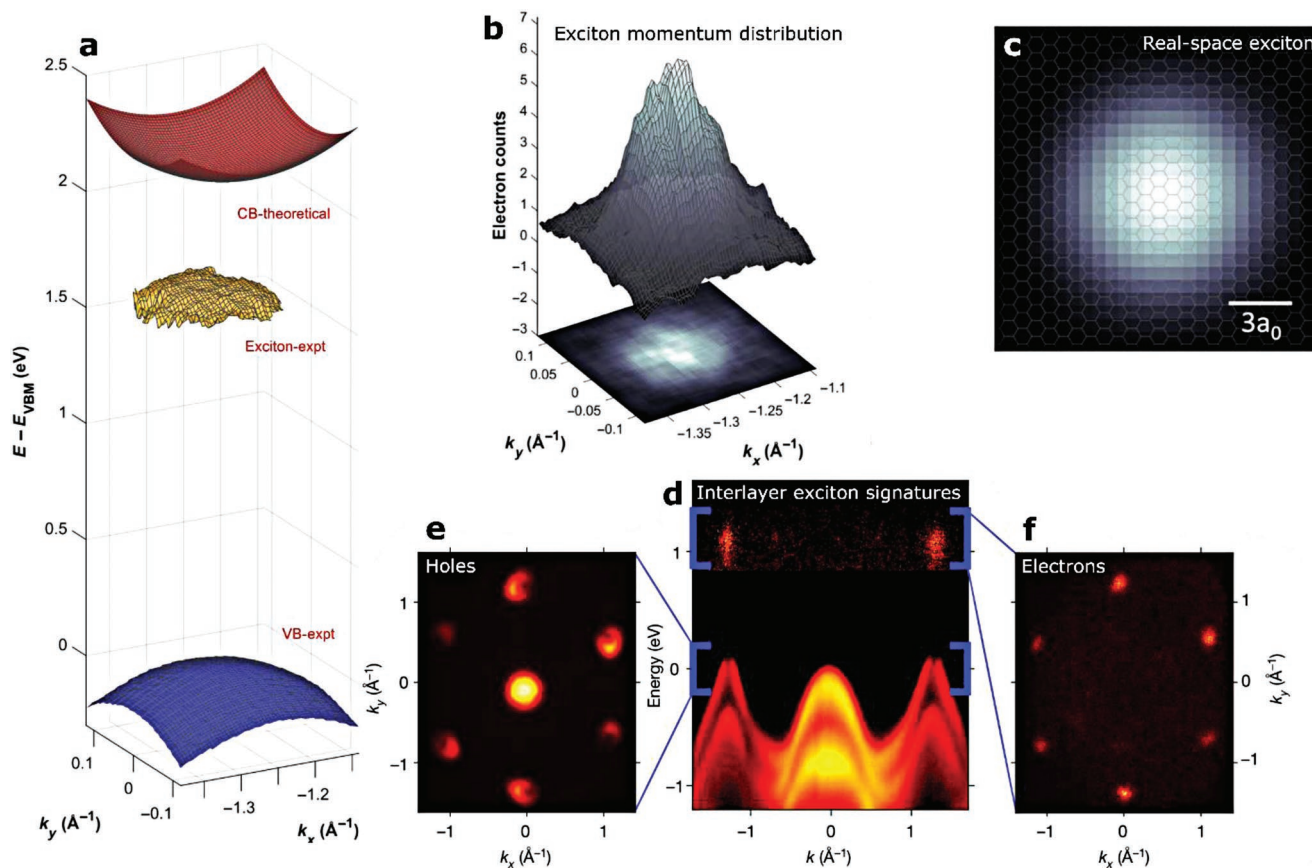 a
2.5
2
1.5
1
0.5
0
E − E_VBM (eV)
CB-theoretical
Exciton-expt
VB-expt
0.1
0
−0.1
k_y (Å⁻¹)
−1.3
−1.2
k_x (Å⁻¹)
b
Exciton momentum distribution
7
6
5
4
3
2
1
0
−1
−2
−3
Electron counts
0.1
0.05
0
−0.05
−0.1
k_y (Å⁻¹)
−1.35
−1.3
−1.25
−1.2
−1.1
k_x (Å⁻¹)
c
Real-space exciton
3a₀
d
Interlayer exciton signatures
1
0
−1
Energy (eV)
−1 0 1
k (Å⁻¹)
e
Holes
−1 0 1
1
0
−1
k_y (Å⁻¹)
−1 0 1
k_x (Å⁻¹)
f
Electrons
1
0
−1
k_y (Å⁻¹)
−1 0 1
k_x (Å⁻¹)